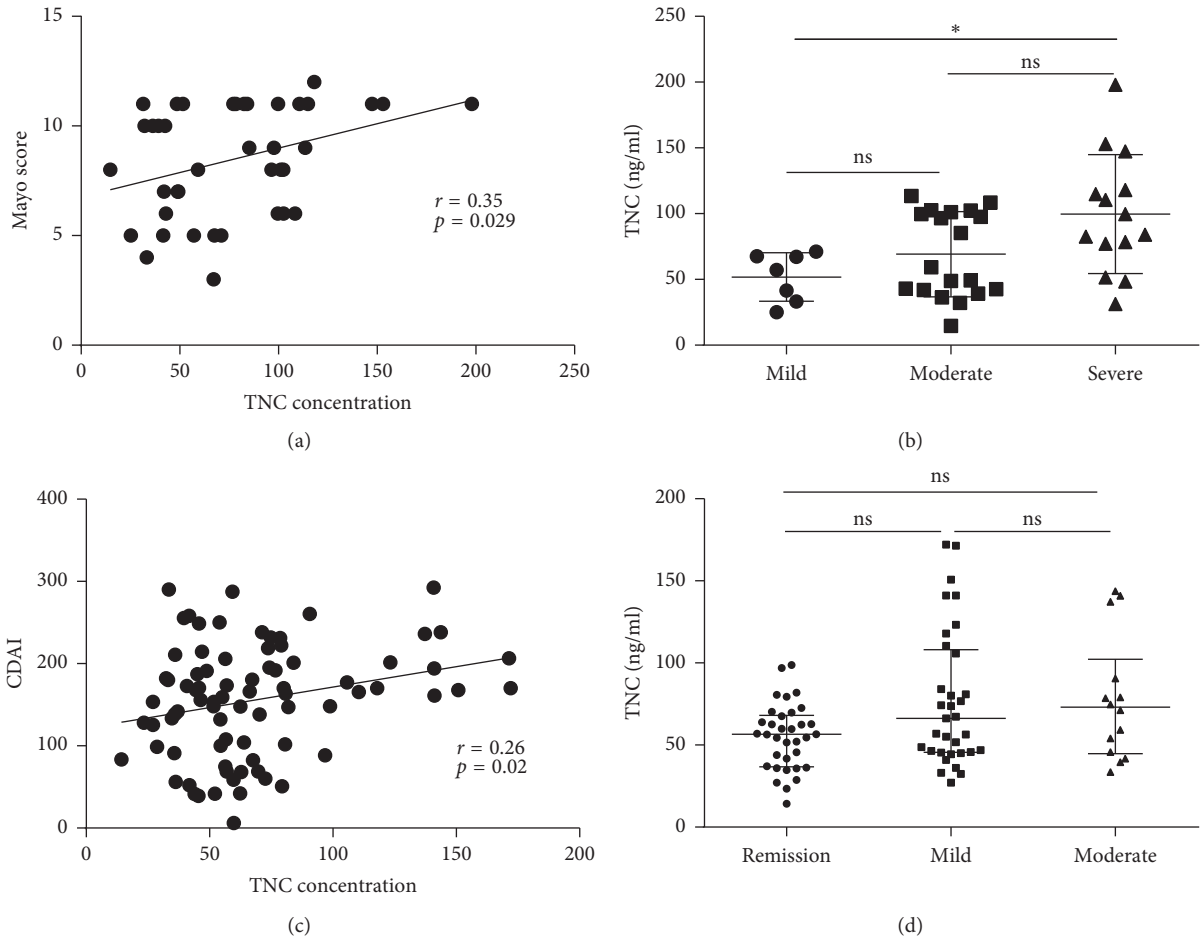 15
10
5
0
Mayo score
r = 0.35
p = 0.029
0 50 100 150 200 250
TNC concentration
(a)
250
200
150
100
50
0
TNC (ng/ml)
*
ns
ns
Mild Moderate Severe
(b)
400
300
200
100
0
CDAI
r = 0.26
p = 0.02
0 50 100 150 200
TNC concentration
(c)
200
150
100
50
0
TNC (ng/ml)
ns
ns ns
Remission Mild Moderate
(d)